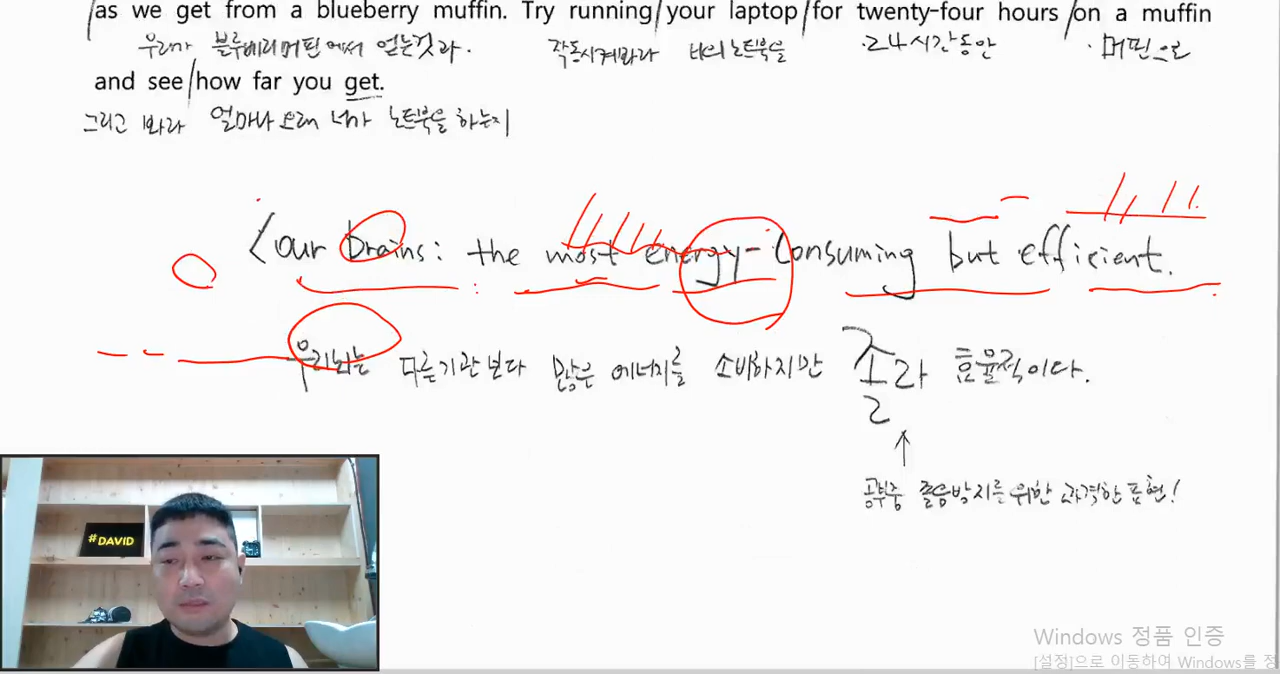 as we get from a blueberry muffin. Try running/your laptop/for twenty-four hours/on a muffin
우리가 블루베리머핀에서 얻는것과. 작동시켜봐라 너의 노트북을 24시간동안 머핀으로
and see/how far you get.
그리고 봐라 얼마나 오래 너가 노트북을 하는지
<our brains: the most energy-consuming but efficient.
우리뇌는 다른기관보다 많은 에너지를 소비하지만 졸라 효율적이다.
↑
공부중 졸음방지를 위한 과격한 표현!
#DAVID
Windows 정품 인증
[설정]으로 이동하여 Windows를 정